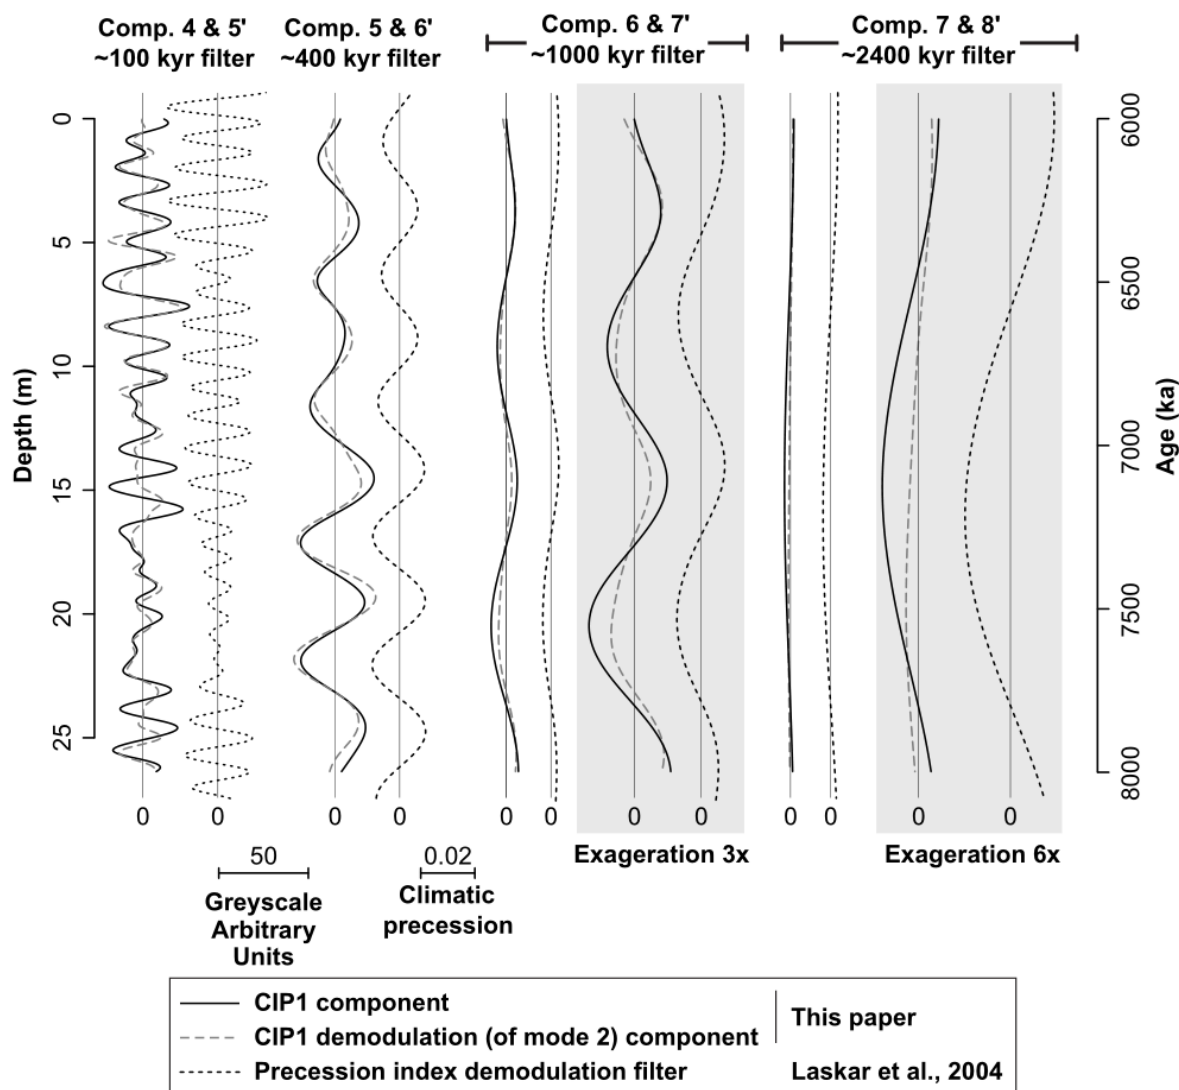 Comp. 4 & 5' Comp. 5 & 6' Comp. 6 & 7' Comp. 7 & 8'
~100 kyr filter ~400 kyr filter ~1000 kyr filter ~2400 kyr filter
Depth (m)
0
5
10
15
20
25
Age (ka)
6000
6500
7000
7500
8000
0 0 0 0 0 0 0 0 0 0 0 0
Exageration 3x Exageration 6x
50
Greyscale
Arbitrary
Units
0.02
Climatic
precession
CIP1 component
CIP1 demodulation (of mode 2) component
This paper
Precession index demodulation filter Laskar et al., 2004